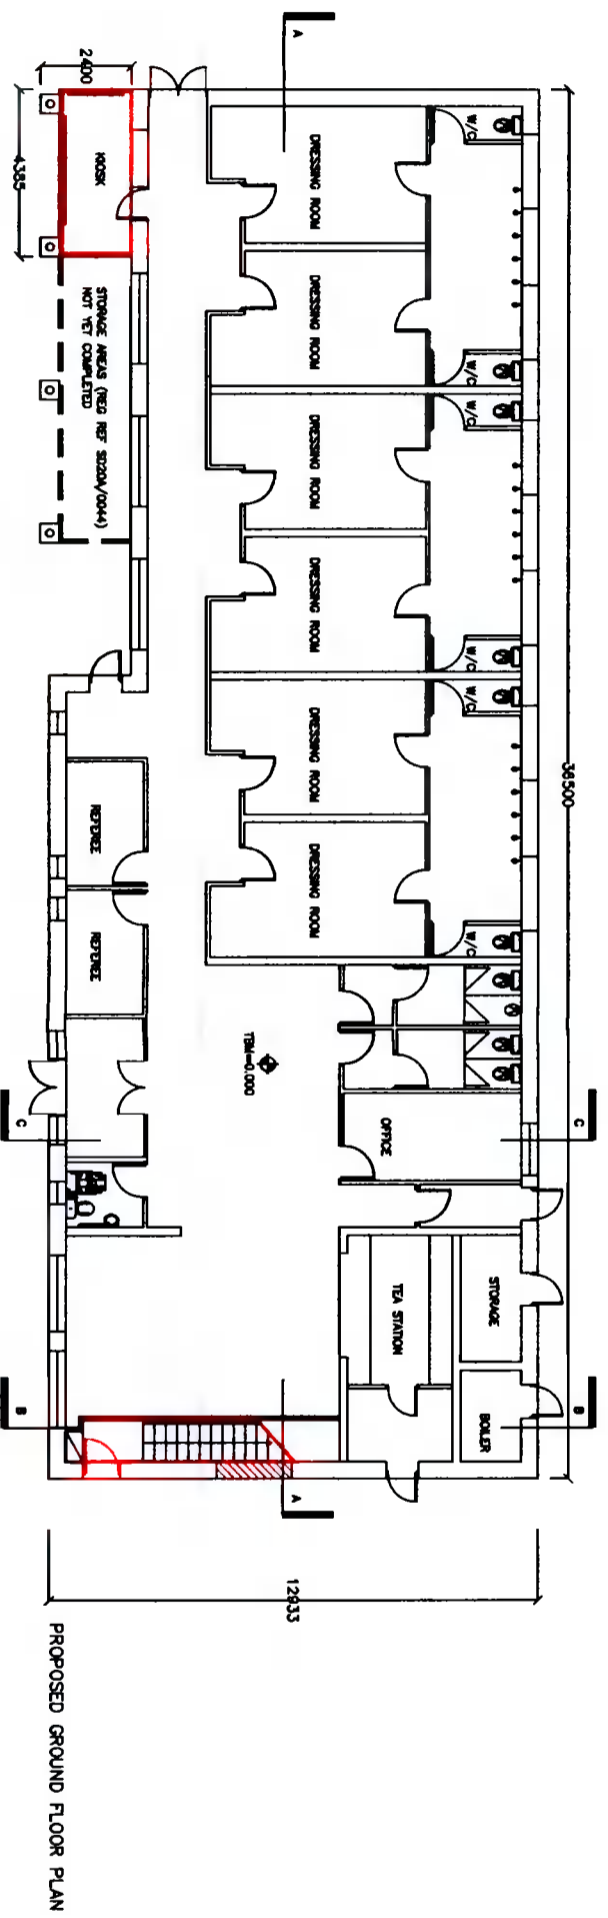 A
2400
4385
KIOSK
STORAGE AREAS (REG REF SD20A/0044)
NOT YET COMPLETED
DRESSING ROOM
DRESSING ROOM
DRESSING ROOM
DRESSING ROOM
DRESSING ROOM
DRESSING ROOM
W/C
W/C
W/C
W/C
W/C
W/C
36500
REFEREE
REFEREE
TBM=0.000
OFFICE
C
C
TEA STATION
STORAGE
BOILER
B
B
A
12933
PROPOSED GROUND FLOOR PLAN